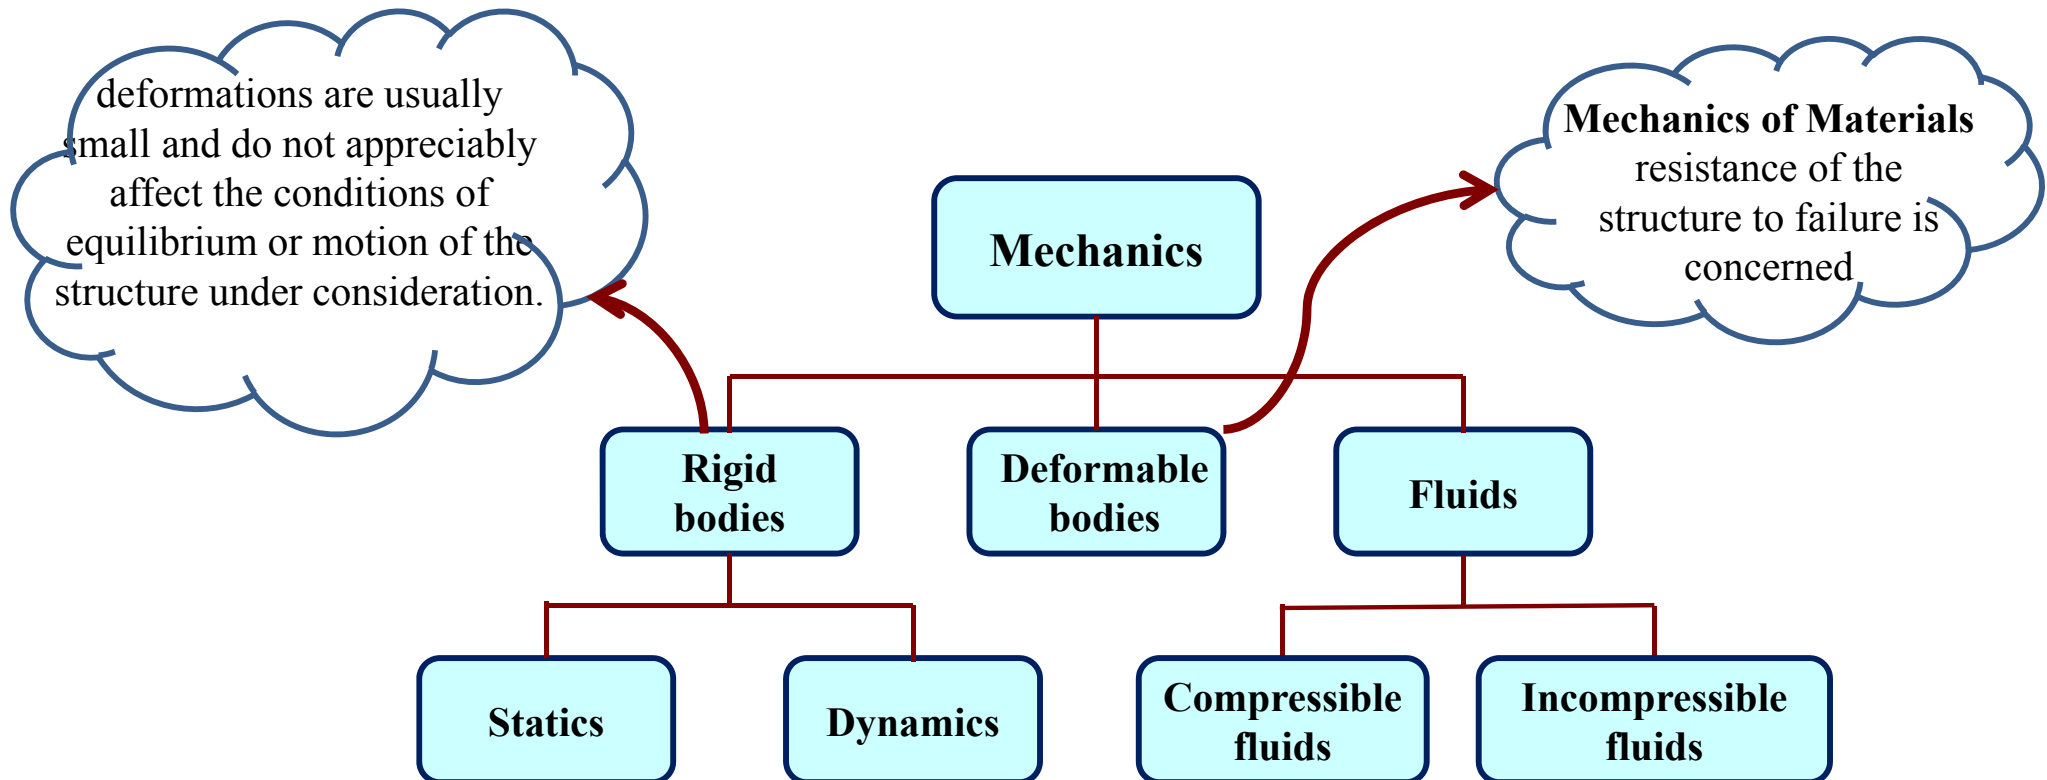 deformations are usually
small and do not appreciably
affect the conditions of
equilibrium or motion of the
structure under consideration.
Mechanics of Materials
resistance of the
structure to failure is
concerned
Mechanics
Rigid
bodies
Deformable
bodies
Fluids
Statics
Dynamics
Compressible
fluids
Incompressible
fluids